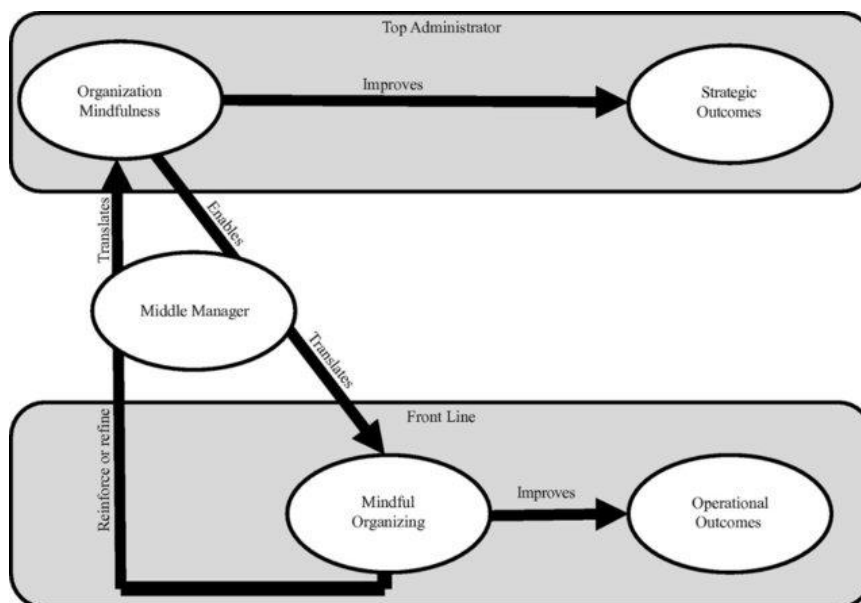 Top Administrator
Organization
Mindfulness
Improves
Strategic
Outcomes
Translates
Enables
Middle Manager
Translates
Reinforce or refine
Front Line
Mindful
Organizing
Improves
Operational
Outcomes